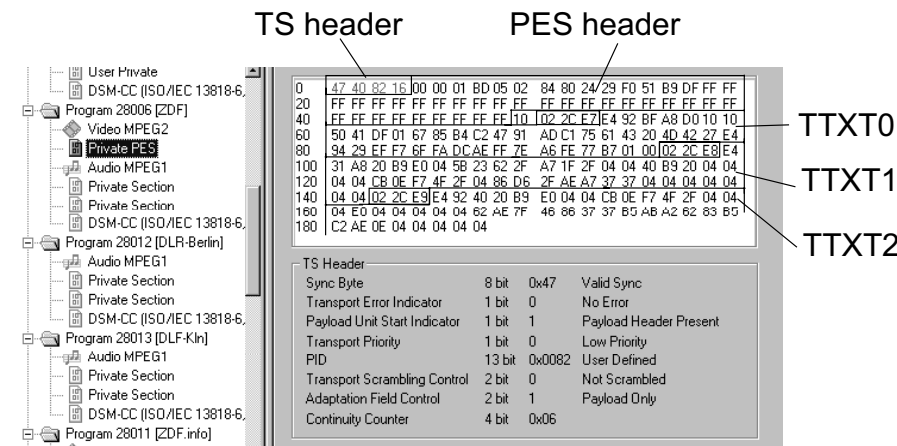 TS header
PES header
User Private
DSM-CC (ISO/IEC 13818-6,
Program 28006 [ZDF]
Video MPEG2
Private PES
Audio MPEG1
Private Section
Private Section
DSM-CC (ISO/IEC 13818-6,
Program 28012 [DLR-Berlin]
Audio MPEG1
Private Section
Private Section
DSM-CC (ISO/IEC 13818-6,
Program 28013 [DLF-Kln]
Audio MPEG1
Private Section
Private Section
DSM-CC (ISO/IEC 13818-6,
Program 28011 [ZDF.info]
0 47 40 82 16 00 00 01 BD 05 02 84 80 24 29 F0 51 B9 DF FF FF
20 FF FF FF FF FF FF FF FF FF FF FF FF FF FF FF FF FF FF FF FF
40 FF FF FF FF FF FF FF FF FF 10 02 2C E7 E4 92 BF A8 D0 10 10
60 50 41 DF 01 67 85 B4 C2 47 91 AD C1 75 61 43 20 4D 42 27 E4
80 94 29 EF F7 6F FA DC AE FF 7E A6 FE 77 B7 01 00 02 2C E8 E4
100 31 A8 20 B9 E0 04 5B 23 62 2F A7 1F 2F 04 04 40 B9 20 04 04
120 04 04 CB 0E F7 4F 2F 04 86 D6 2F AE A7 37 37 04 04 04 04 04
140 04 04 02 2C E9 E4 92 40 20 B9 E0 04 04 CB 0E F7 4F 2F 04 04
160 04 E0 04 04 04 04 04 62 AE 7F 46 86 37 37 B5 AB A2 62 83 B5
180 C2 AE 0E 04 04 04 04 04
TTXT0
TTXT1
TTXT2
TS Header
Sync Byte 8 bit 0x47 Valid Sync
Transport Error Indicator 1 bit 0 No Error
Payload Unit Start Indicator 1 bit 1 Payload Header Present
Transport Priority 1 bit 0 Low Priority
PID 13 bit 0x0082 User Defined
Transport Scrambling Control 2 bit 0 Not Scrambled
Adaptation Field Control 2 bit 1 Payload Only
Continuity Counter 4 bit 0x06